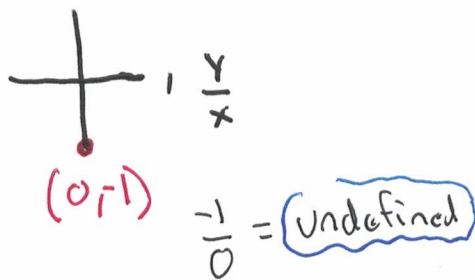 , Y/X
(0,-1)
-1/0 = undefined